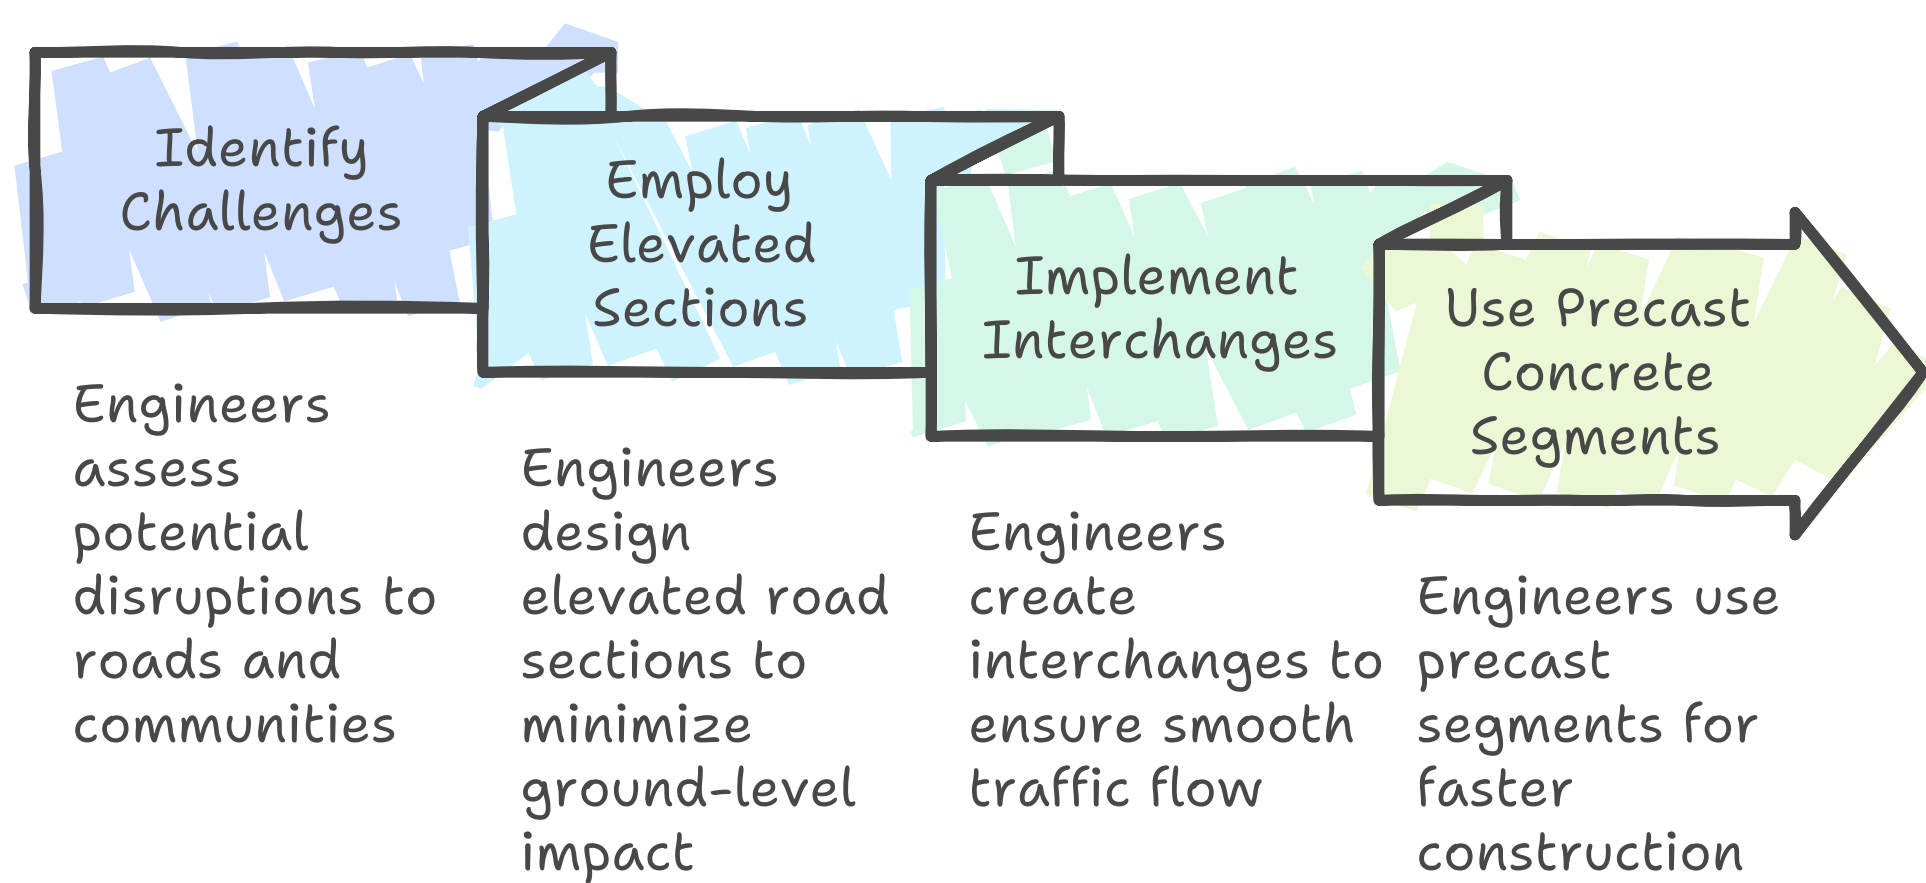 Identify
Challenges
Employ
Elevated
Sections
Implement
Interchanges
Use Precast
Concrete
Segments
Engineers
assess
potential
disruptions to
roads and
communities
Engineers
design
elevated road
sections to
minimize
ground-level
impact
Engineers
create
interchanges to
ensure smooth
traffic flow
Engineers use
precast
segments for
faster
construction